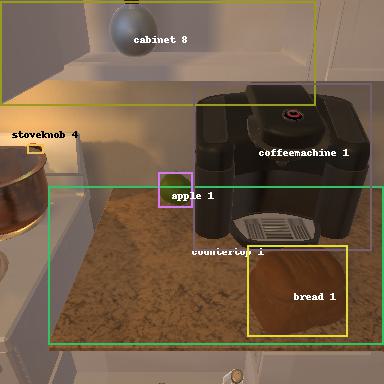 cabinet 8
stoveknob 4
coffeemachine 1
apple 1
countertop 1
bread 1